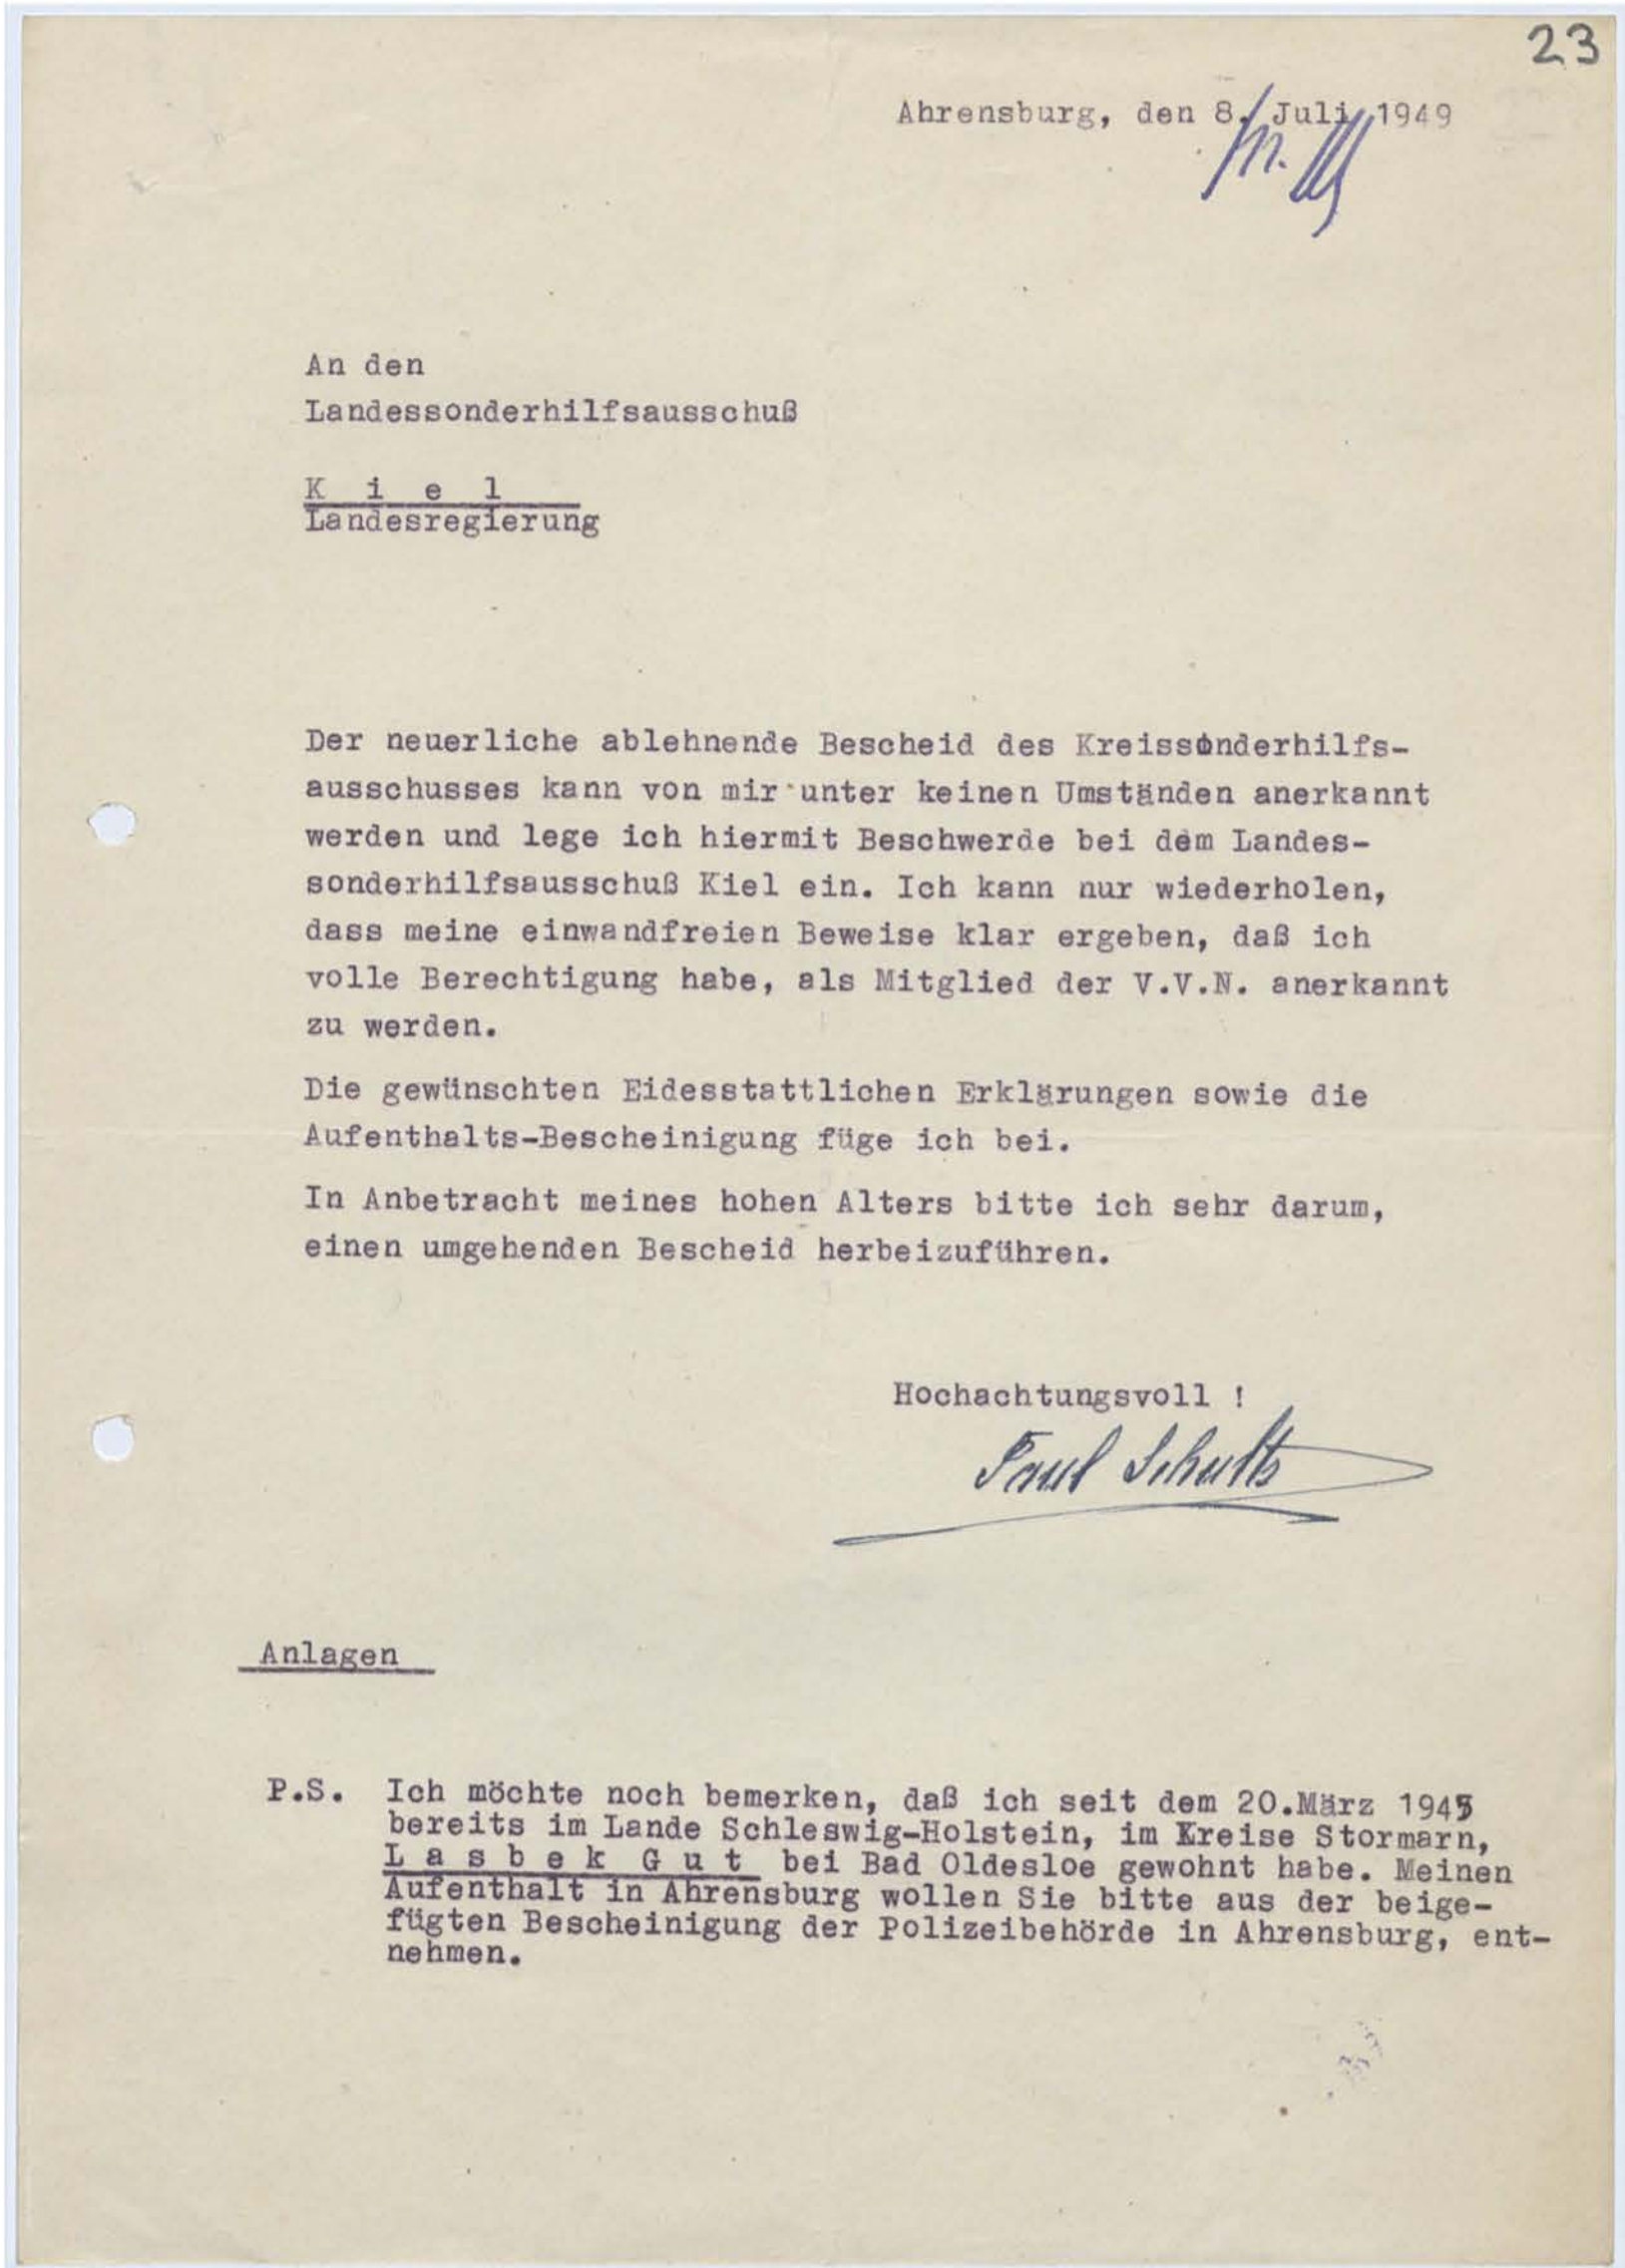 23
Ahrensburg, den 8. Juli 1949
An den
Landessonderhilfsausschuß
K i e l
Landesregierung
Der neuerliche ablehnende Bescheid des Kreissonderhilfs-
ausschusses kann von mir unter keinen Umständen anerkannt
werden und lege ich hiermit Beschwerde bei dem Landes-
sonderhilfsausschuß Kiel ein. Ich kann nur wiederholen,
dass meine einwandfreien Beweise klar ergeben, daß ich
volle Berechtigung habe, als Mitglied der V.V.N. anerkannt
zu werden.
Die gewünschten Eidesstattlichen Erklärungen sowie die
Aufenthalts-Bescheinigung füge ich bei.
In Anbetracht meines hohen Alters bitte ich sehr darum,
einen umgehenden Bescheid herbeizuführen.
Hochachtungsvoll !
Paul Schultz
Anlagen
P.S. Ich möchte noch bemerken, daß ich seit dem 20.März 1945
bereits im Lande Schleswig-Holstein, im Kreise Stormarn,
L a s b e k G u t bei Bad Oldesloe gewohnt habe. Meinen
Aufenthalt in Ahrensburg wollen Sie bitte aus der beige-
fügten Bescheinigung der Polizeibehörde in Ahrensburg, ent-
nehmen.